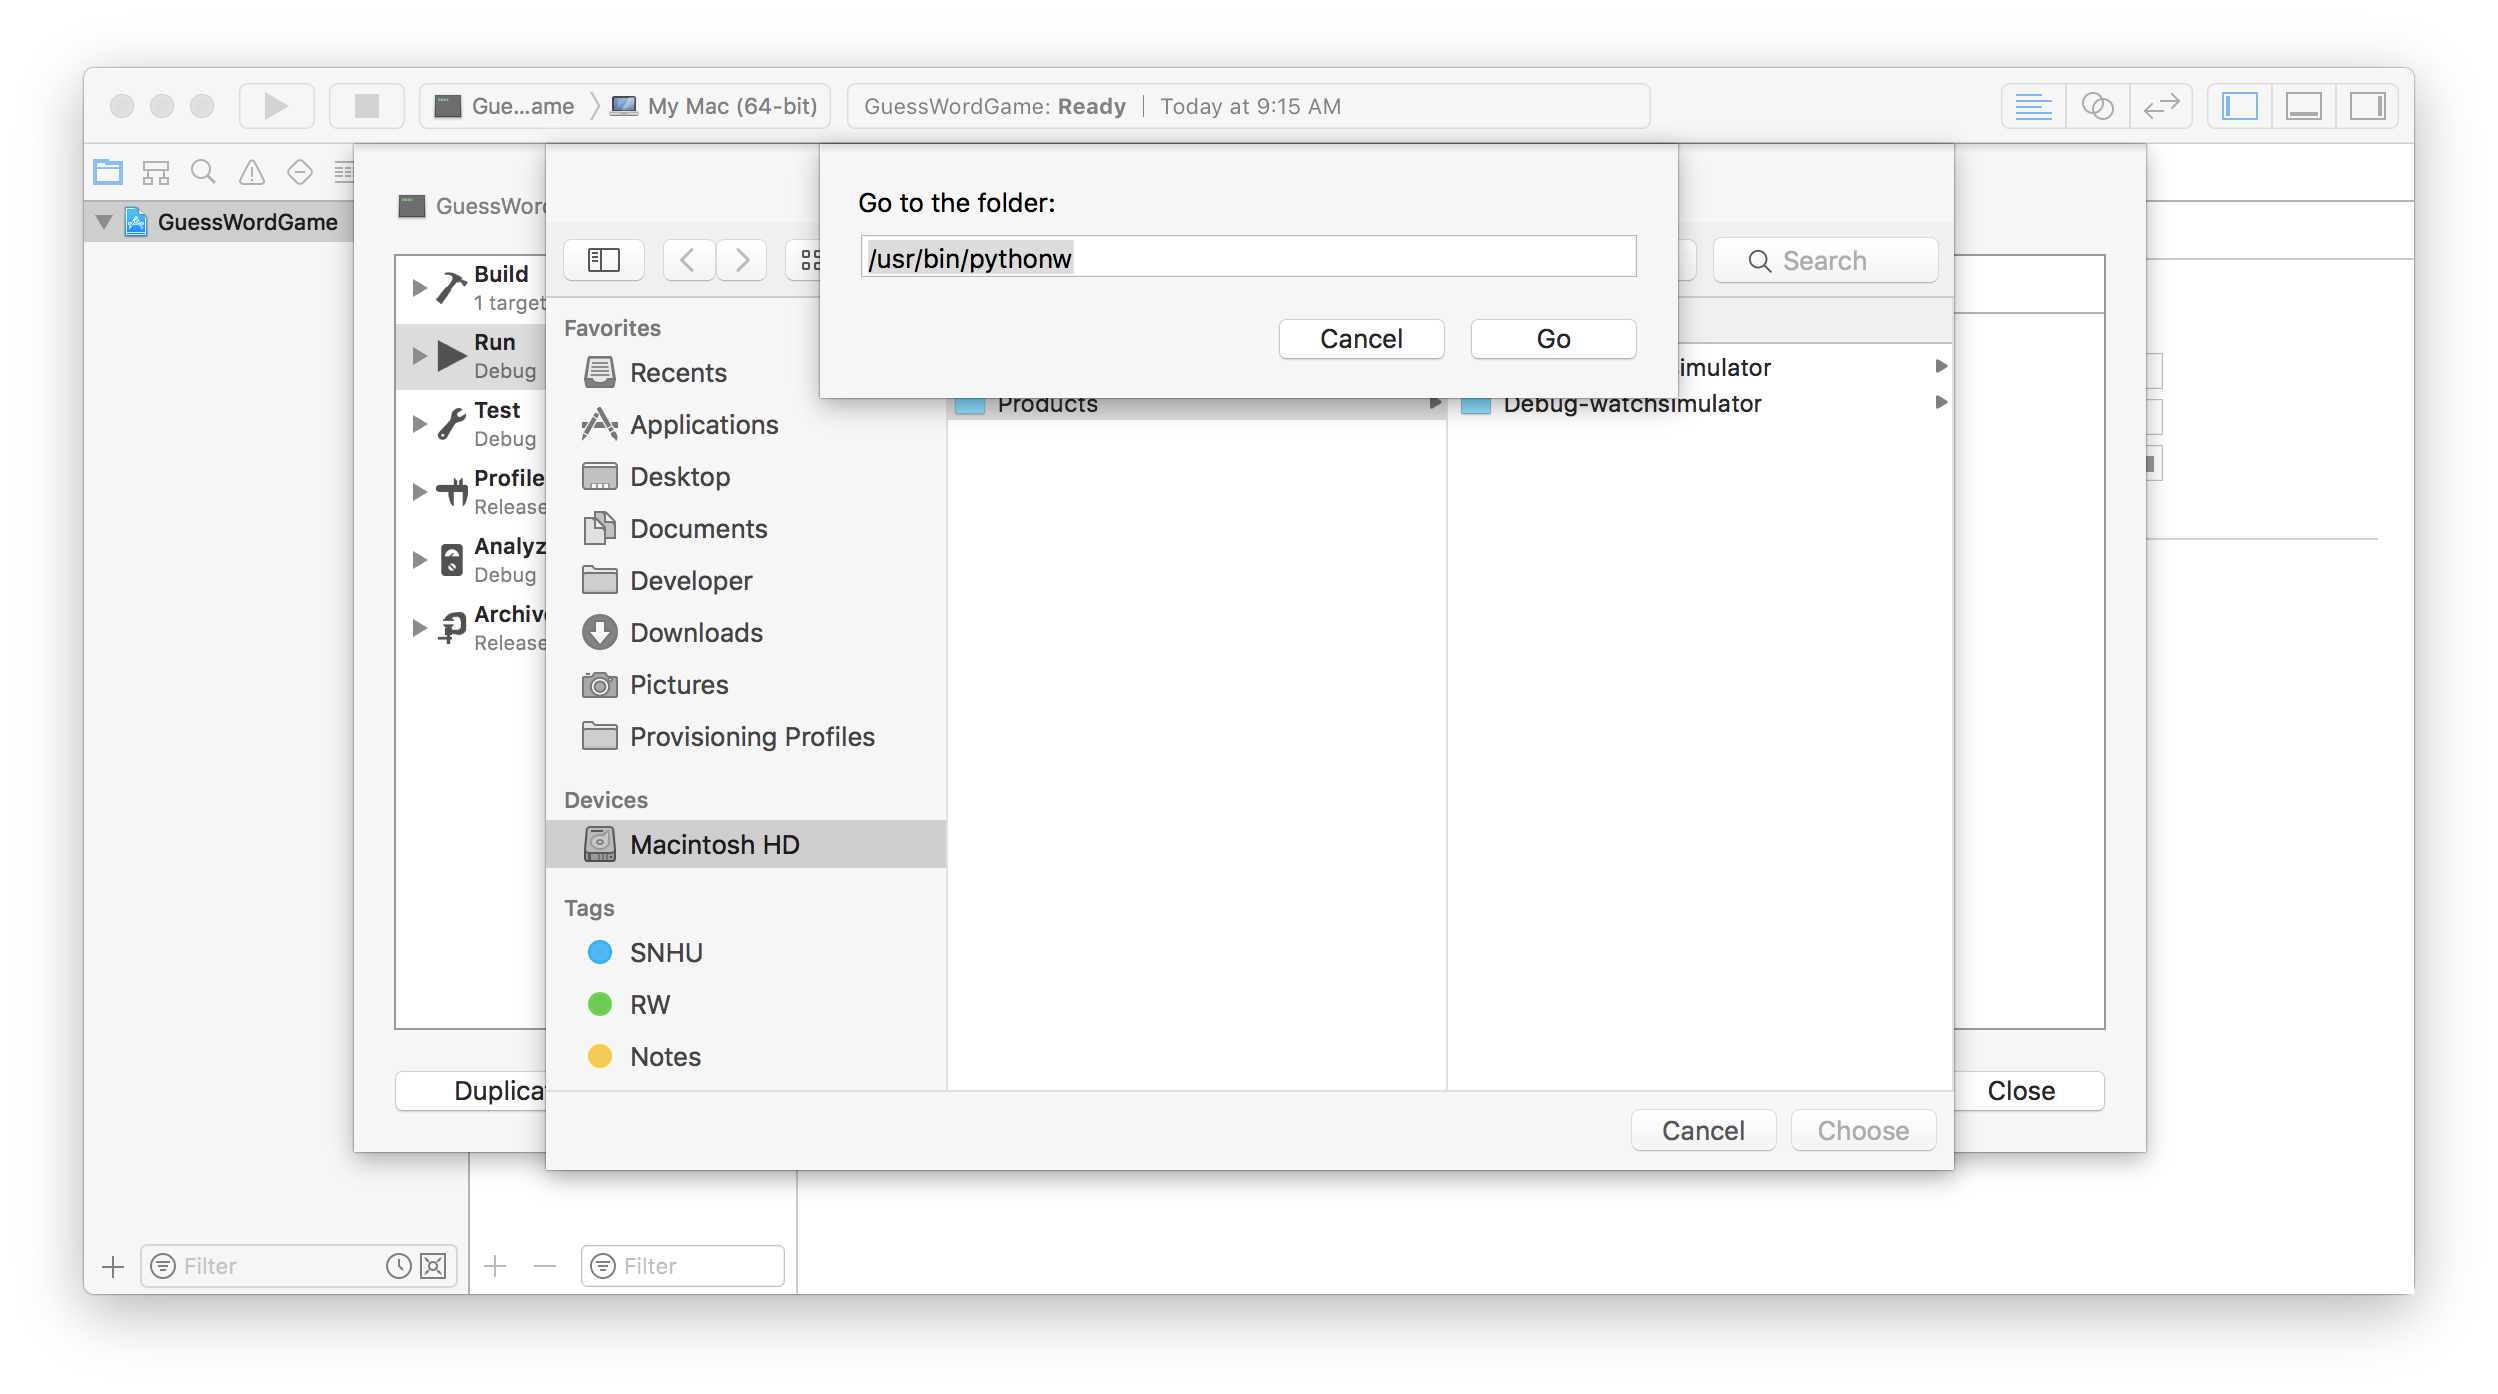 Gue...ame
My Mac (64-bit)
GuessWordGame: Ready | Today at 9:15 AM
GuessWordGame
GuessWor
Go to the folder:
/usr/bin/pythonw
Cancel
Go
Search
Build
1 target
Run
Debug
Test
Debug
Profile
Release
Analyz
Debug
Archiv
Release
Duplica
Favorites
Recents
Applications
Desktop
Documents
Developer
Downloads
Pictures
Provisioning Profiles
Devices
Macintosh HD
Tags
SNHU
RW
Notes
Products
imulator
Debug-watchsimulator
Cancel
Choose
Close
Filter
Filter